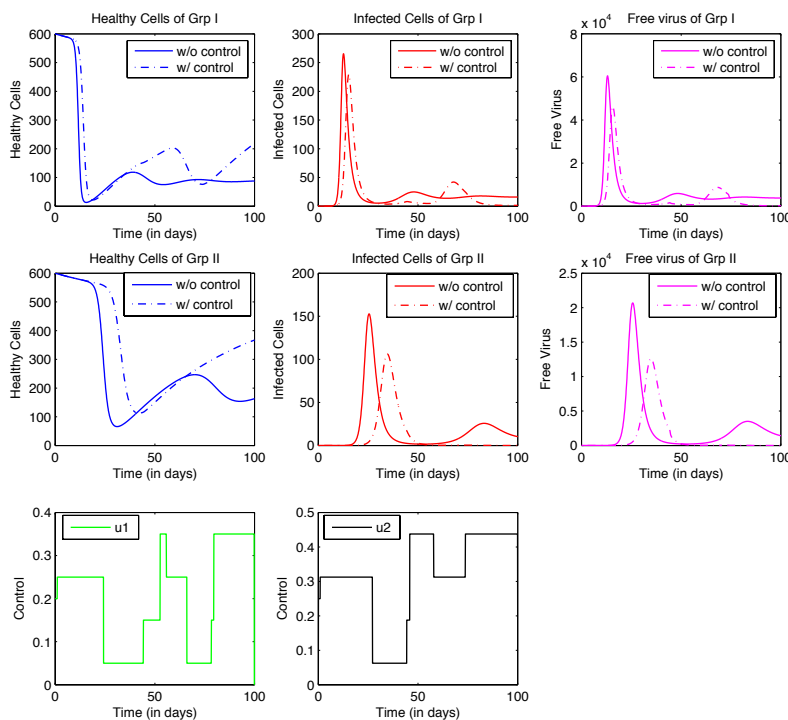 Healthy Cells of Grp I
600
500
400
300
200
100
0
0
50
100
Healthy Cells
Time (in days)
w/o control
w/ control
Infected Cells of Grp I
300
250
200
150
100
50
0
0
50
100
Infected Cells
Time (in days)
w/o control
w/ control
Free virus of Grp I
x 10^4
8
6
4
2
0
0
50
100
Free Virus
Time (in days)
w/o control
w/ control
Healthy Cells of Grp II
600
500
400
300
200
100
0
0
50
100
Healthy Cells
Time (in days)
w/o control
w/ control
Infected Cells of Grp II
200
150
100
50
0
0
50
100
Infected Cells
Time (in days)
w/o control
w/ control
Free virus of Grp II
x 10^4
2.5
2
1.5
1
0.5
0
0
50
100
Free Virus
Time (in days)
w/o control
w/ control
0.4
0.3
0.2
0.1
0
0
50
100
Control
Time (in days)
u1
0.5
0.4
0.3
0.2
0.1
0
0
50
100
Control
Time (in days)
u2